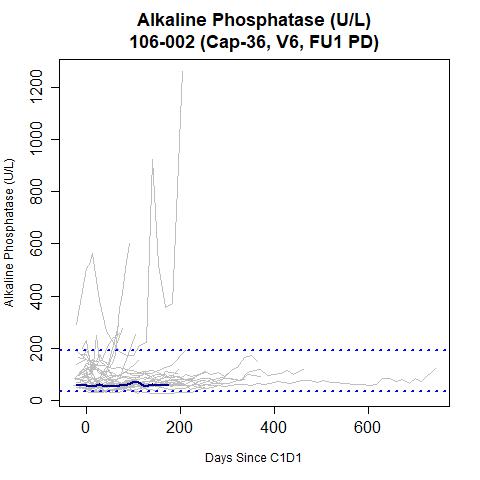 Alkaline Phosphatase (U/L)
106-002 (Cap-36, V6, FU1 PD)
Alkaline Phosphatase (U/L)
1200
1000
800
600
400
200
0
0 200 400 600
Days Since C1D1